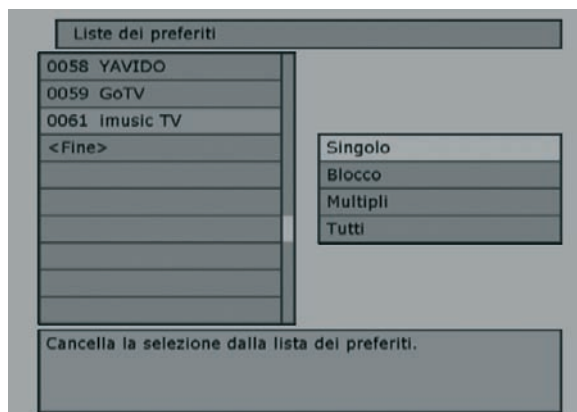 Liste dei preferiti
0058 YAVIDO
0059 GoTV
0061 imusic TV
<Fine>
Singolo
Blocco
Multipli
Tutti
Cancella la selezione dalla lista dei preferiti.